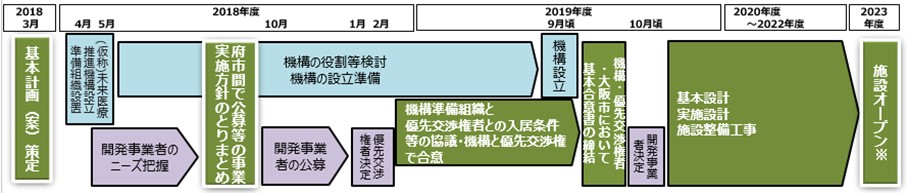 2018
3月
2018年度
4月 5月
10月
1月 2月
2019年度
9月頃
10月頃
2020年度
～2022年度
2023
年度
基本計画（案）策定
（仮称）未来医療
推進機構設立
準備組織設置
機構の役割等検討
機構の設立準備
開発事業者の
ニーズ把握
府市間で公募等の事業
実施方針のとりまとめ
開発事業
者の公募
優先交渉
権者決定
機構準備組織と
優先交渉権者との入居条件
等の協議・機構と優先交渉権
で合意
機構設立
機構・優先交渉権者
・大阪市において
基本合意書の締結
開発事業
者決定
基本設計
実施設計
施設整備工事
施設オープン※